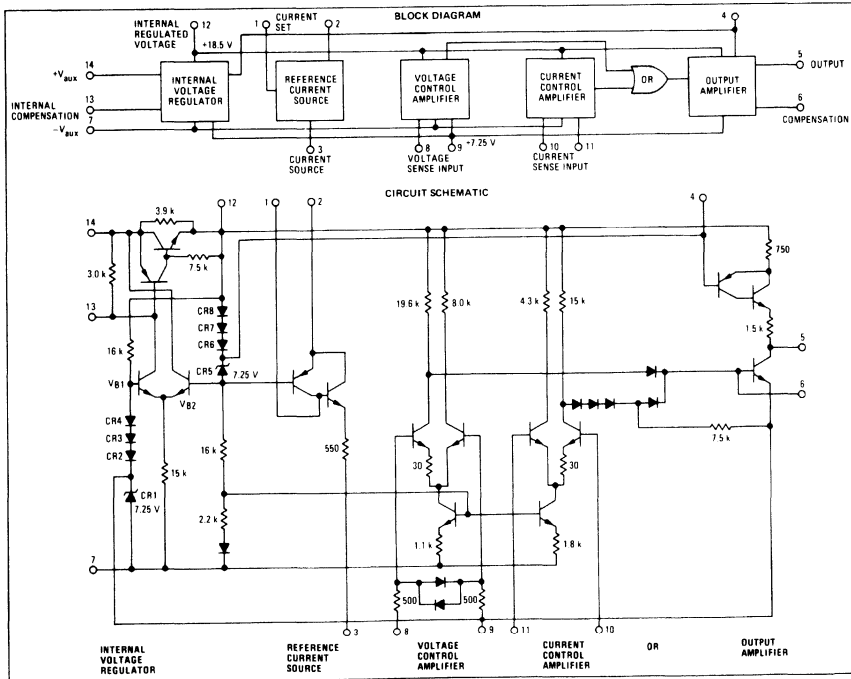 BLOCK DIAGRAM
INTERNAL
REGULATED
VOLTAGE
12
+18.5 V
1
CURRENT
SET
2
4
14
+Vaux
INTERNAL
COMPENSATION
13
7
−Vaux
INTERNAL
VOLTAGE
REGULATOR
REFERENCE
CURRENT
SOURCE
VOLTAGE
CONTROL
AMPLIFIER
CURRENT
CONTROL
AMPLIFIER
OR
OUTPUT
AMPLIFIER
5
OUTPUT
6
COMPENSATION
3
CURRENT
SOURCE
8
9
+7.25 V
VOLTAGE
SENSE INPUT
10
11
CURRENT
SENSE INPUT
CIRCUIT SCHEMATIC
14
3.9 k
12
1
2
4
3.0 k
7.5 k
750
13
CR8
CR7
CR6
CR5
7.25 V
16 k
19.6 k
8.0 k
4.3 k
15 k
1.5 k
5
6
VB1
VB2
CR4
CR3
CR2
CR1
7.25 V
15 k
16 k
2.2 k
550
30
30
7.5 k
1.1 k
1.8 k
7
500
500
3
8
9
11
10
INTERNAL
VOLTAGE
REGULATOR
REFERENCE
CURRENT
SOURCE
VOLTAGE
CONTROL
AMPLIFIER
CURRENT
CONTROL
AMPLIFIER
OR
OUTPUT
AMPLIFIER